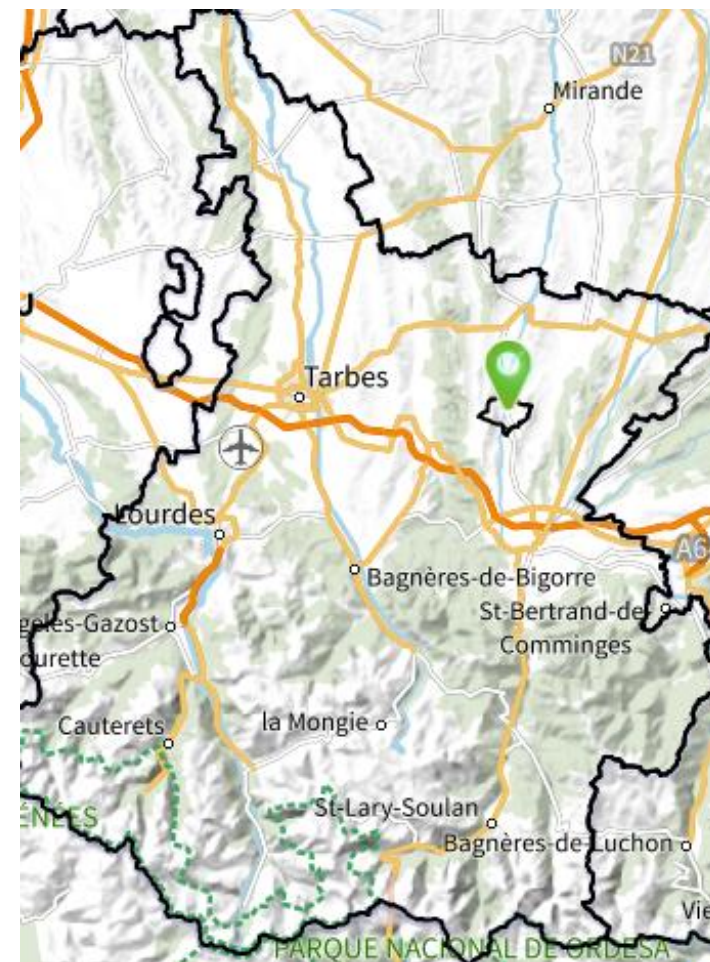 N21
Mirande
Tarbes
Lourdes
Bagnères-de-Bigorre
A6
St-Bertrand-de-
Comminges
geles-Gazost
ourette
Cauterets
la Mongie
St-Lary-Soulan
Bagnères-de-Luchon
ÉNÉES
Vie
PARQUE NACIONAL DE ORDESA